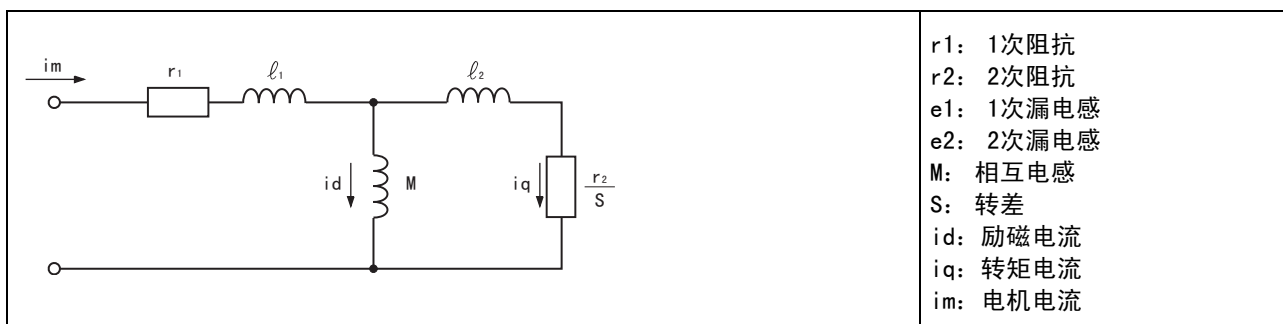 im
r₁
ℓ₁
ℓ₂
id
M
iq
r₂
S
r1： 1次阻抗
r2： 2次阻抗
e1： 1次漏电感
e2： 2次漏电感
M： 相互电感
S： 转差
id： 励磁电流
iq： 转矩电流
im： 电机电流